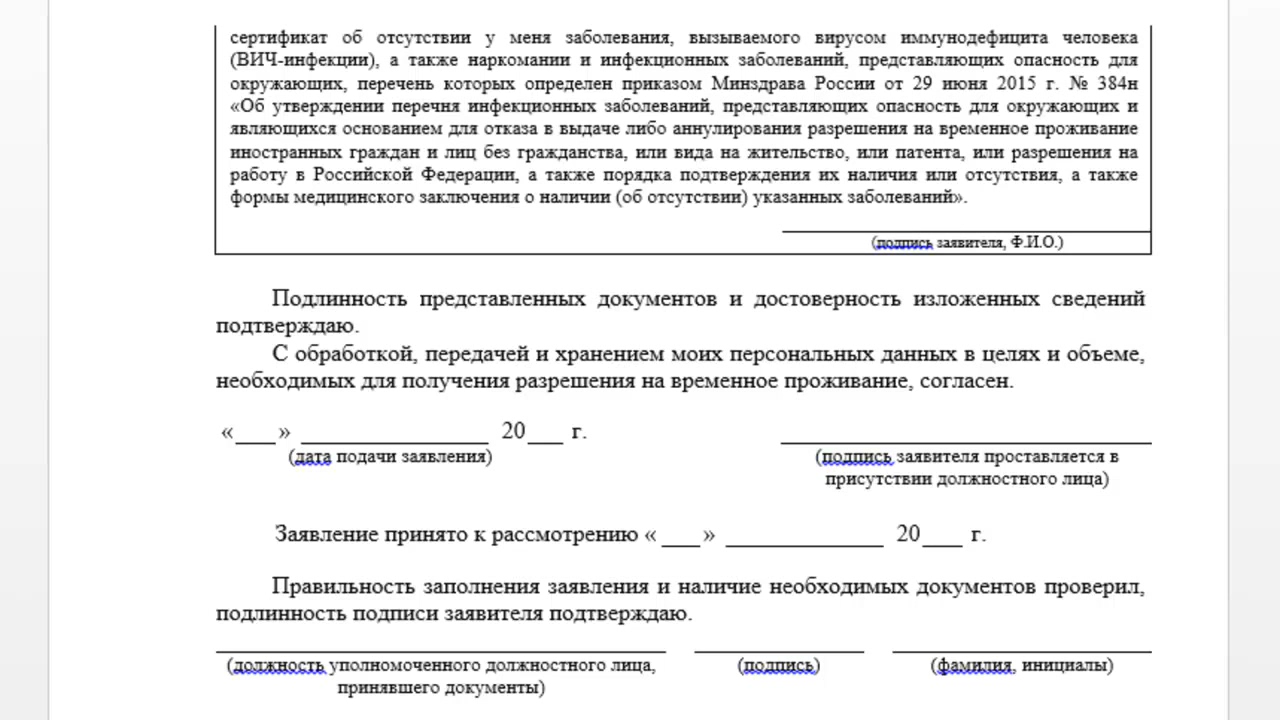 сертификат об отсутствии у меня заболевания, вызываемого вирусом иммунодефицита человека
(ВИЧ-инфекции), а также наркомании и инфекционных заболеваний, представляющих опасность для
окружающих, перечень которых определен приказом Минздрава России от 29 июня 2015 г. № 384н
«Об утверждении перечня инфекционных заболеваний, представляющих опасность для окружающих и
являющихся основанием для отказа в выдаче либо аннулирования разрешения на временное проживание
иностранных граждан и лиц без гражданства, или вида на жительство, или патента, или разрешения на
работу в Российской Федерации, а также порядка подтверждения их наличия или отсутствия, а также
формы медицинского заключения о наличии (об отсутствии) указанных заболеваний».
(подпись заявителя, Ф.И.О.)
Подлинность представленных документов и достоверность изложенных сведений
подтверждаю.
С обработкой, передачей и хранением моих персональных данных в целях и объеме,
необходимых для получения разрешения на временное проживание, согласен.
«___» _______________ 20___ г.
(дата подачи заявления)
(подпись заявителя проставляется в
присутствии должностного лица)
Заявление принято к рассмотрению «___» _____________ 20___ г.
Правильность заполнения заявления и наличие необходимых документов проверил,
подлинность подписи заявителя подтверждаю.
(должность уполномоченного должностного лица, (подпись) (фамилия, инициалы)
принявшего документы)